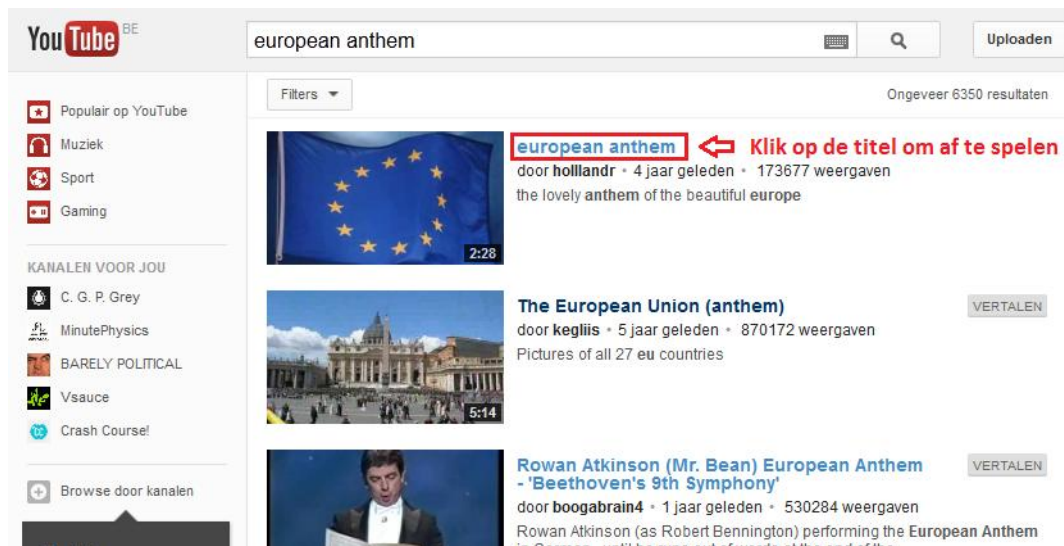 You Tube BE
european anthem
Uploaden
Populair op YouTube
Muziek
Sport
Gaming
KANALEN VOOR JOU
C. G. P. Grey
MinutePhysics
BARELY POLITICAL
Vsauce
Crash Course!
Browse door kanalen
Filters
Ongeveer 6350 resultaten
2:28
european anthem
Klik op de titel om af te spelen
door holllandr • 4 jaar geleden • 173677 weergaven
the lovely anthem of the beautiful europe
5:14
The European Union (anthem)
VERTALEN
door kegliis • 5 jaar geleden • 870172 weergaven
Pictures of all 27 eu countries
Rowan Atkinson (Mr. Bean) European Anthem
- 'Beethoven's 9th Symphony'
VERTALEN
door boogabrain4 • 1 jaar geleden • 530284 weergaven
Rowan Atkinson (as Robert Bennington) performing the European Anthem